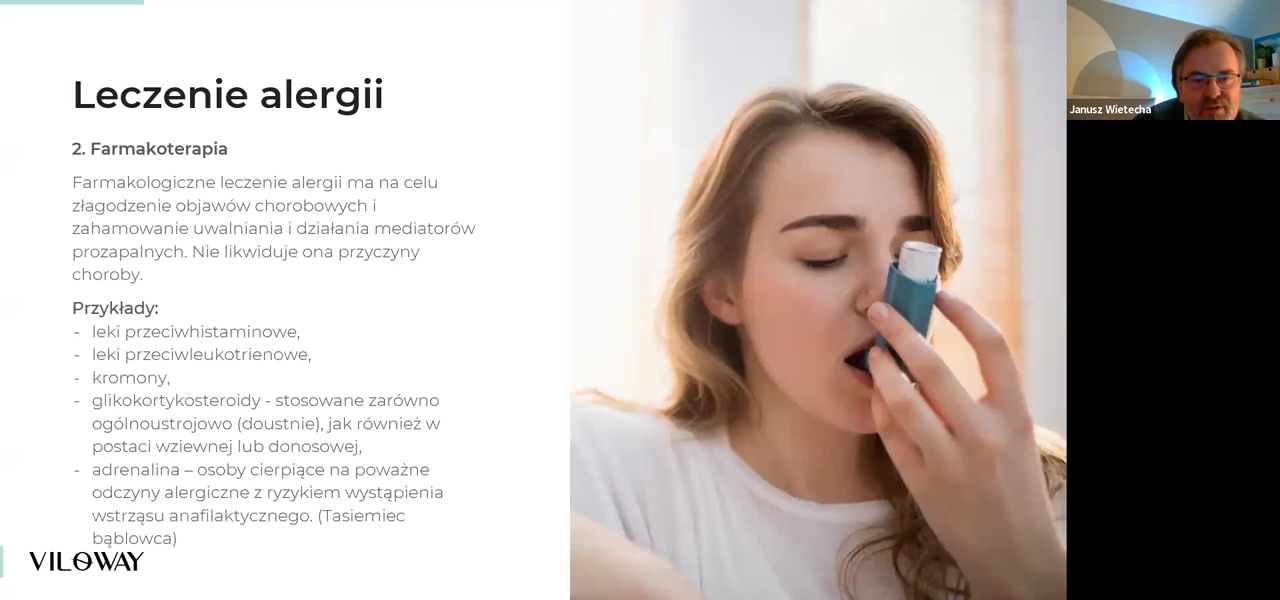 Leczenie alergii
2. Farmakoterapia
Farmakologiczne leczenie alergii ma na celu
złagodzenie objawów chorobowych i
zahamowanie uwalniania i działania mediatorów
prozapalnych. Nie likwiduje ona przyczyny
choroby.
Przykłady:
- leki przeciwhistaminowe,
- leki przeciwleukotrienowe,
- kromony,
- glikokortykosteroidy - stosowane zarówno
ogólnoustrojowo (doustnie), jak również w
postaci wziewnej lub donosowej,
- adrenalina – osoby cierpiące na poważne
odczyny alergiczne z ryzykiem wystąpienia
wstrząsu anafilaktycznego. (Tasiemiec
bąblowca)
VILOWAY
Janusz Wietecha